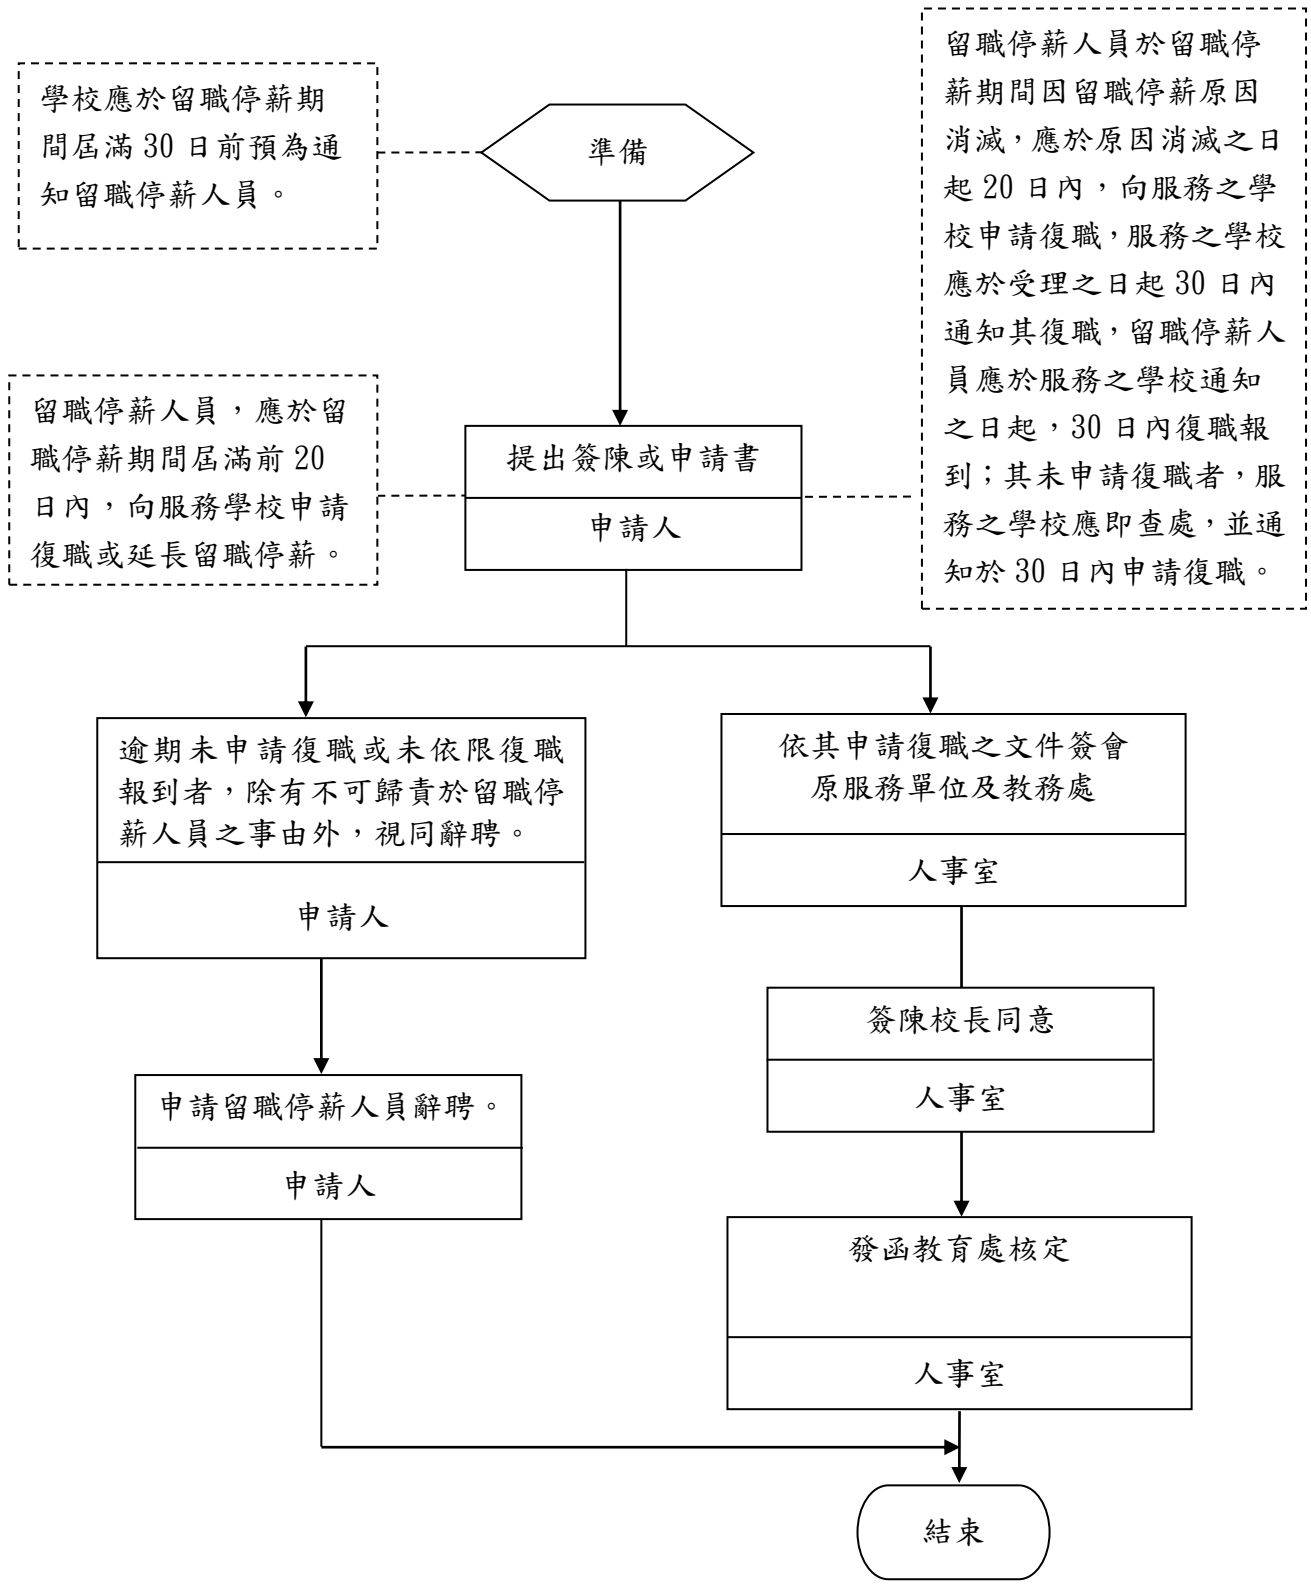 學校應於留職停薪期
間屆滿 30 日前預為通
知留職停薪人員。
準備
留職停薪人員於留職停
薪期間因留職停薪原因
消滅，應於原因消滅之日
起 20 日內，向服務之學
校申請復職，服務之學校
應於受理之日起 30 日內
通知其復職，留職停薪人
員應於服務之學校通知
之日起，30 日內復職報
到；其未申請復職者，服
務之學校應即查處，並通
知於 30 日內申請復職。
留職停薪人員，應於留
職停薪期間屆滿前 20
日內，向服務學校申請
復職或延長留職停薪。
提出簽陳或申請書
申請人
逾期未申請復職或未依限復職
報到者，除有不可歸責於留職停
薪人員之事由外，視同辭聘。
申請人
依其申請復職之文件簽會
原服務單位及教務處
人事室
簽陳校長同意
人事室
申請留職停薪人員辭聘。
申請人
發函教育處核定
人事室
結束